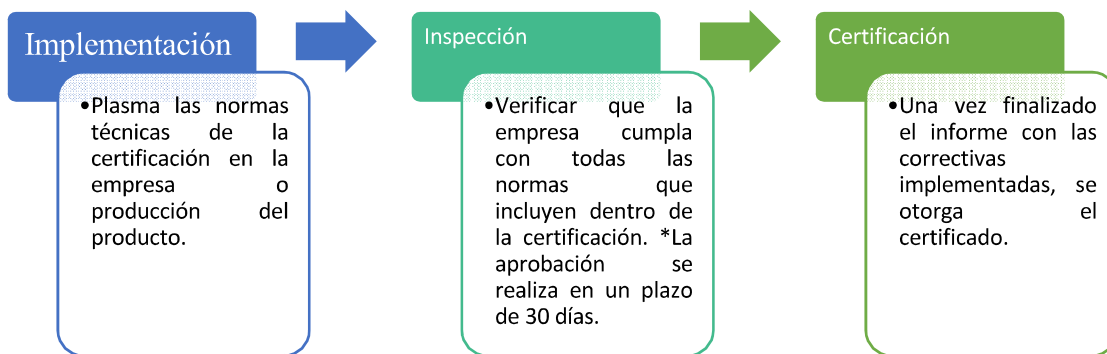 Implementación
•Plasma las normas
técnicas de la
certificación en la
empresa o
producción del
producto.
Inspección
•Verificar que la
empresa cumpla
con todas las
normas que
incluyen dentro de
la certificación. *La
aprobación se
realiza en un plazo
de 30 días.
Certificación
•Una vez finalizado
el informe con las
correctivas
implementadas, se
otorga el
certificado.